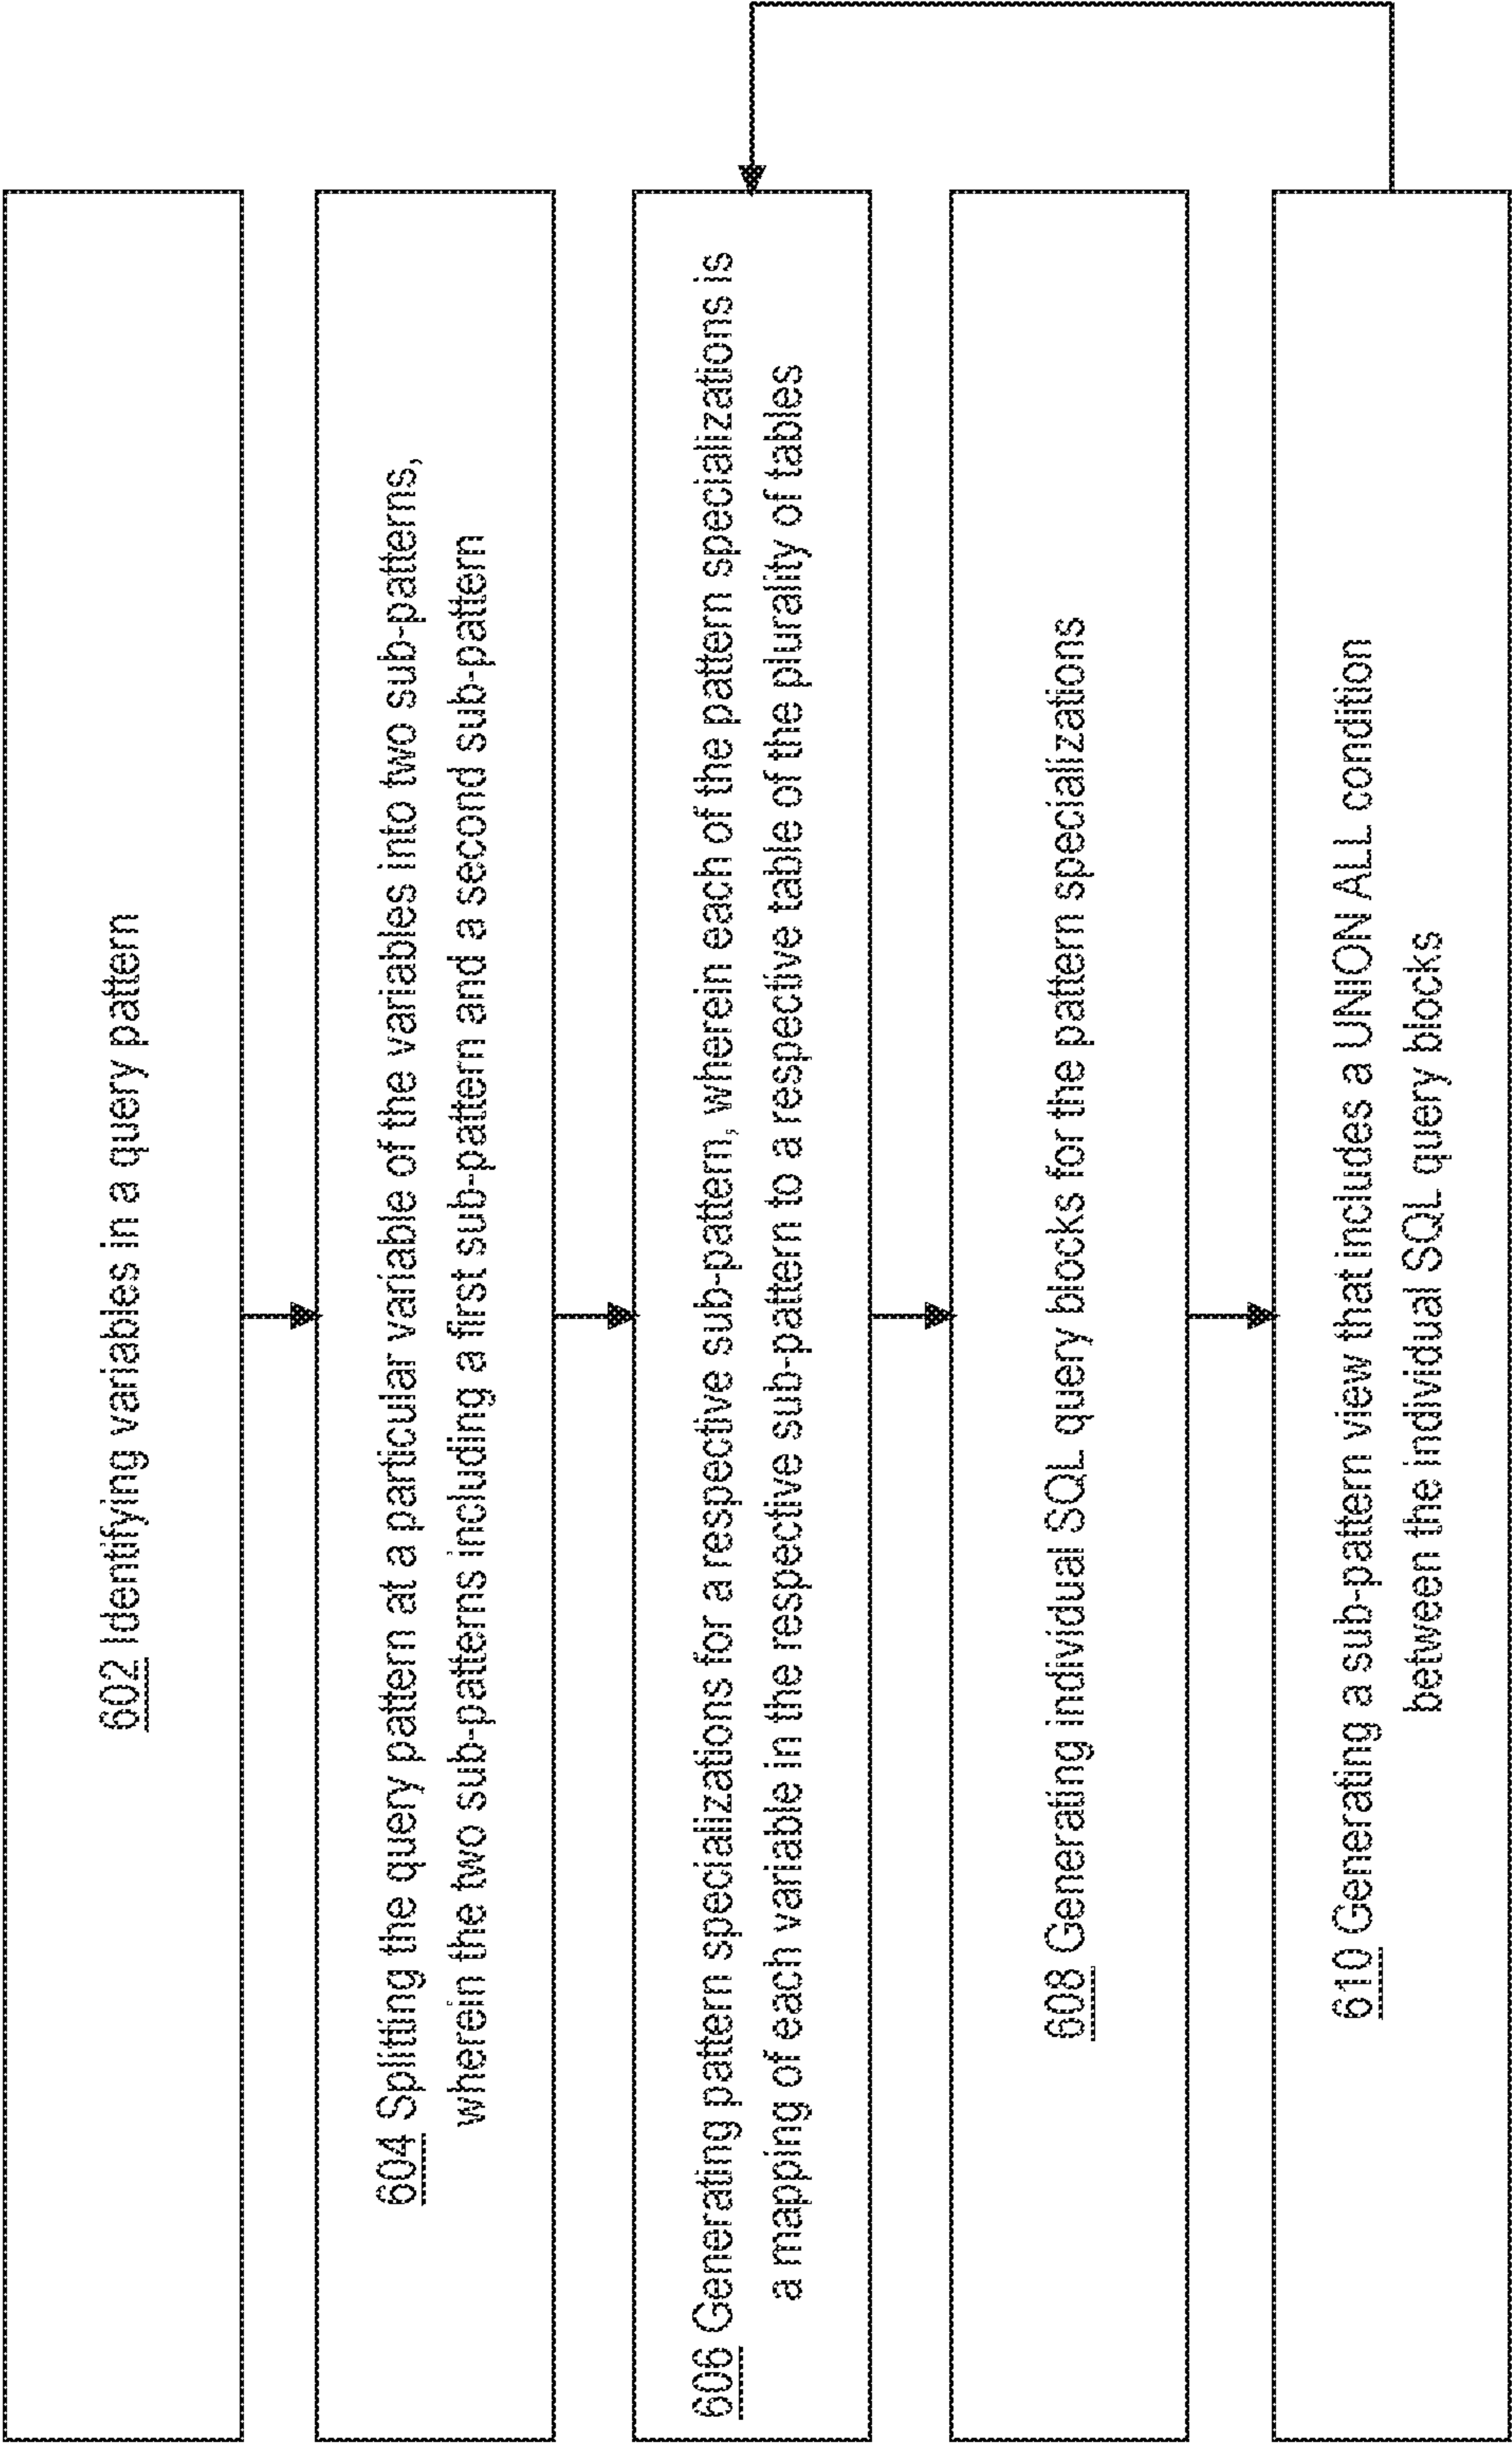 602 Identifying variables in a query pattern
604 Splitting the query pattern at a particular variable of the variables into two sub-patterns,
wherein the two sub-patterns including a first sub-pattern and a second sub-pattern
606 Generating pattern specializations for a respective sub-pattern, wherein each of the pattern specializations is
a mapping of each variable in the respective sub-pattern to a respective table of the plurality of tables
608 Generating individual SQL query blocks for the pattern specializations
610 Generating a sub-pattern view that includes a UNION ALL condition
between the individual SQL query blocks